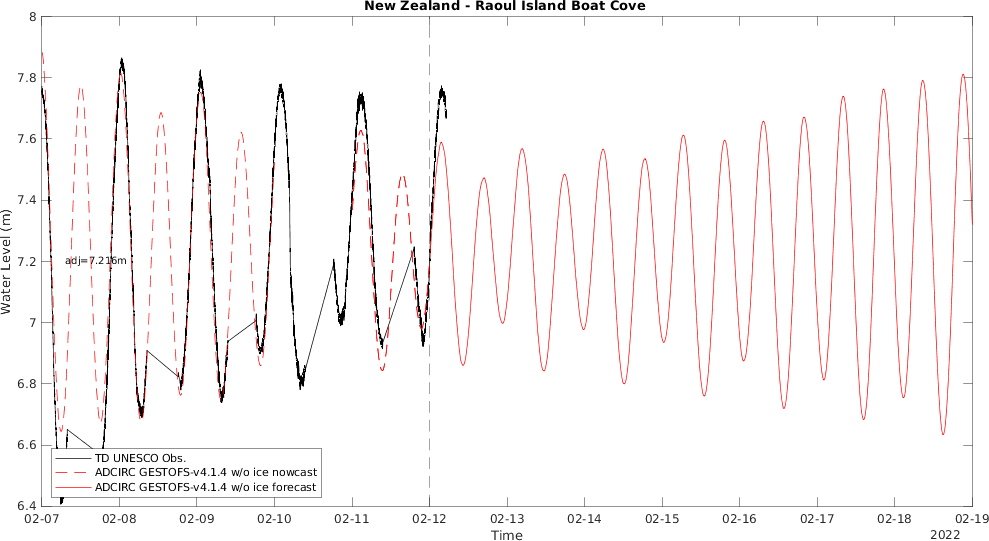 New Zealand - Raoul Island Boat Cove
8
7.8
7.6
7.4
7.2
7
6.8
6.6
6.4
Water Level (m)
adj=7.216m
TD UNESCO Obs.
ADCIRC GESTOFS-v4.1.4 w/o ice nowcast
ADCIRC GESTOFS-v4.1.4 w/o ice forecast
02-07 02-08 02-09 02-10 02-11 02-12 02-13 02-14 02-15 02-16 02-17 02-18 02-19
Time
2022